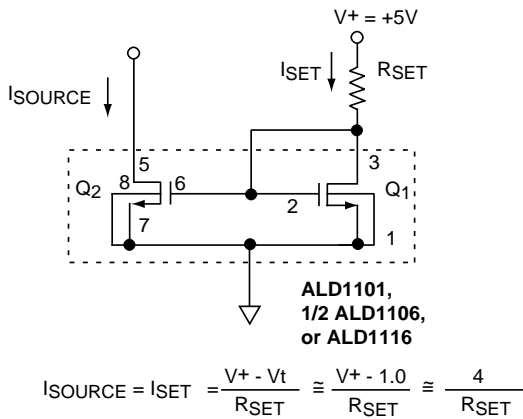 V+ = +5V
ISET
RSET
ISOURCE
5
3
Q2
8
6
2
Q1
7
1
ALD1101,
1/2 ALD1106,
or ALD1116
ISOURCE = ISET = V+ - Vt / RSET ≅ V+ - 1.0 / RSET ≅ 4 / RSET